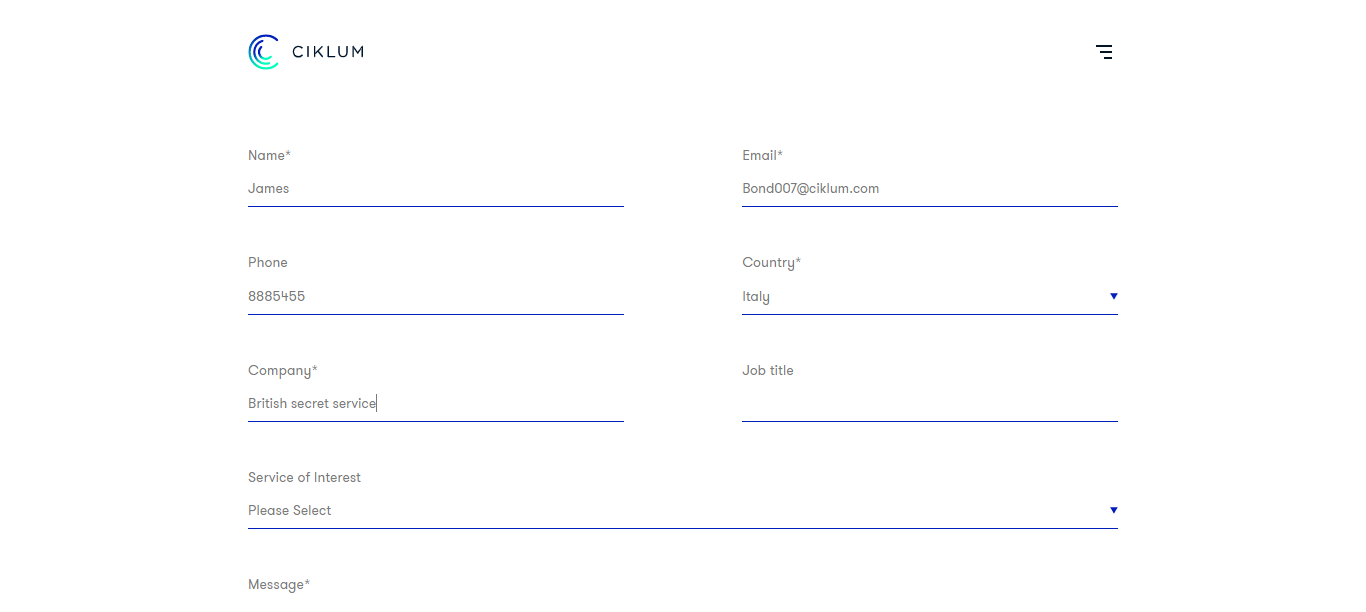 CIKLUM
Name*
Email*
James
Bond007@ciklum.com
Phone
Country*
8885455
Italy
Company*
Job title
British secret service
Service of Interest
Please Select
Message*